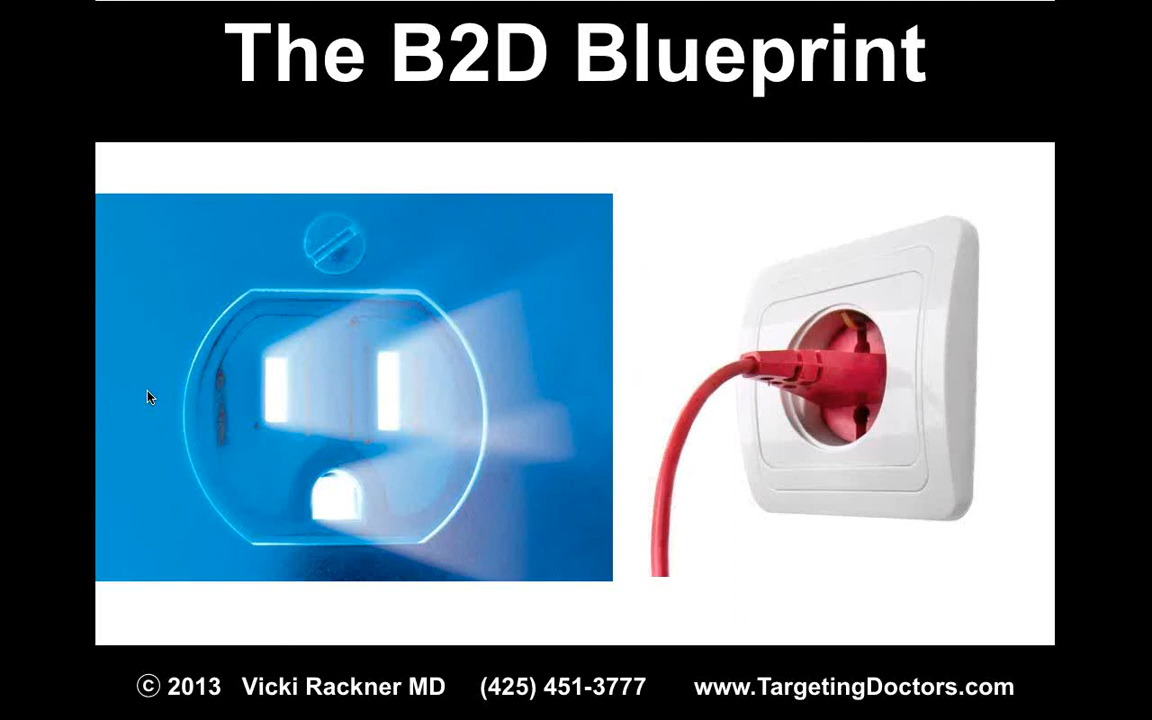 The B2D Blueprint
© 2013 Vicki Rackner MD (425) 451-3777 www.TargetingDoctors.com